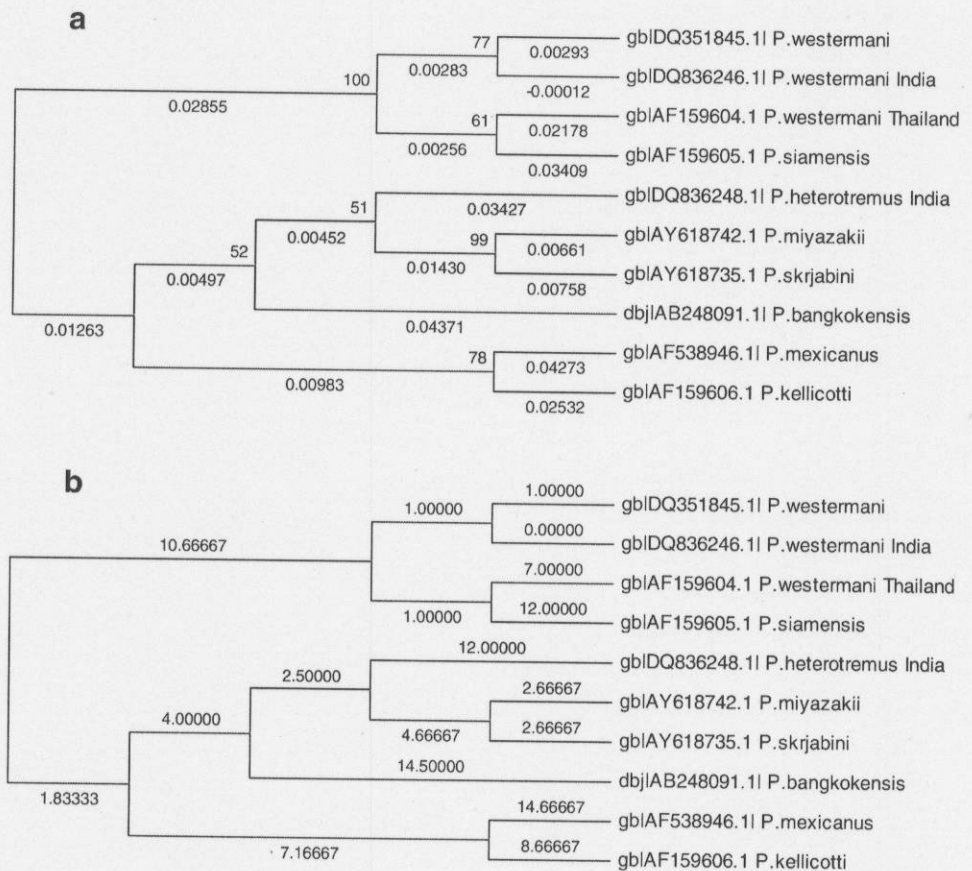 a
77
gb|DQ351845.1| P.westermani
0.00293
100
0.00283
gb|DQ836246.1| P.westermani India
-0.00012
0.02855
gb|AF159604.1 P.westermani Thailand
61
0.02178
0.00256
gb|AF159605.1 P.siamensis
0.03409
51
gb|DQ836248.1| P.heterotremus India
0.03427
0.00452
99
gb|AY618742.1 P.miyazakii
52
0.00661
0.01430
0.00497
gb|AY618735.1 P.skrjabini
0.00758
dbj|AB248091.1| P.bangkokensis
0.01263
0.04371
78
gb|AF538946.1| P.mexicanus
0.04273
0.00983
gb|AF159606.1 P.kellicotti
0.02532
b
1.00000
gb|DQ351845.1| P.westermani
1.00000
0.00000
10.66667
gb|DQ836246.1| P.westermani India
7.00000
gb|AF159604.1 P.westermani Thailand
1.00000
12.00000
gb|AF159605.1 P.siamensis
12.00000
gb|DQ836248.1| P.heterotremus India
2.50000
2.66667
gb|AY618742.1 P.miyazakii
4.00000
4.66667
2.66667
gb|AY618735.1 P.skrjabini
14.50000
dbj|AB248091.1| P.bangkokensis
1.83333
14.66667
gb|AF538946.1| P.mexicanus
7.16667
8.66667
gb|AF159606.1 P.kellicotti